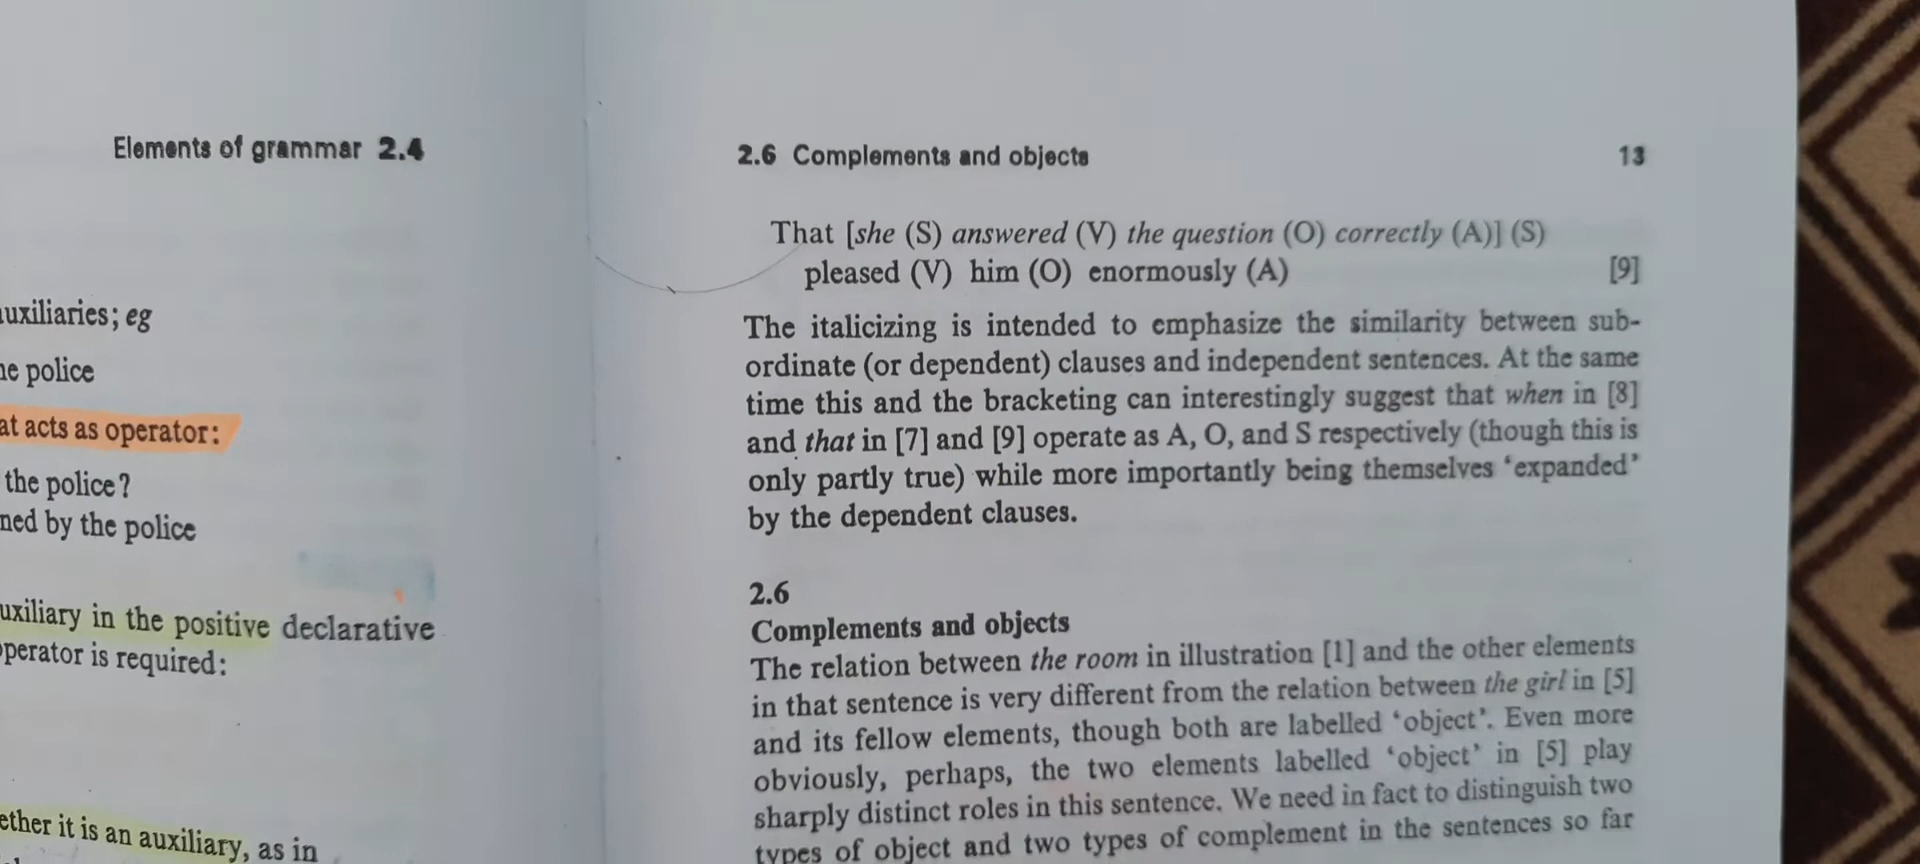 Elements of grammar 2.4
auxiliaries; eg
police
acts as operator:
the police?
by the police
auxiliary in the positive declarative
operator is required:
it is an auxiliary, as in
2.6 Complements and objects 13
That [she (S) answered (V) the question (O) correctly (A)] (S)
pleased (V) him (O) enormously (A) [9]
The italicizing is intended to emphasize the similarity between sub-
ordinate (or dependent) clauses and independent sentences. At the same
time this and the bracketing can interestingly suggest that when in [8]
and that in [7] and [9] operate as A, O, and S respectively (though this is
only partly true) while more importantly being themselves ‘expanded’
by the dependent clauses.
2.6
Complements and objects
The relation between the room in illustration [1] and the other elements
in that sentence is very different from the relation between the girl in [5]
and its fellow elements, though both are labelled ‘object’. Even more
obviously, perhaps, the two elements labelled ‘object’ in [5] play
sharply distinct roles in this sentence. We need in fact to distinguish two
types of object and two types of complement in the sentences so far